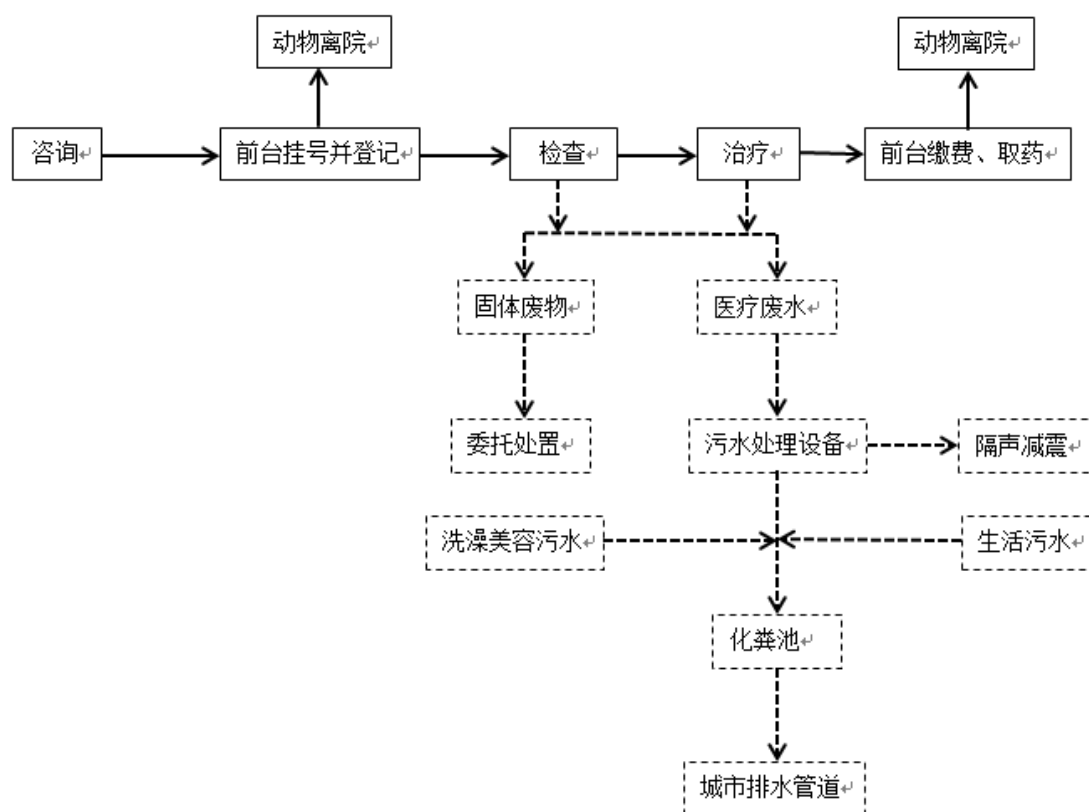 动物离院
动物离院
咨询
前台挂号并登记
检查
治疗
前台缴费、取药
固体废物
医疗废水
委托处置
污水处理设备
隔声减震
洗澡美容污水
生活污水
化粪池
城市排水管道